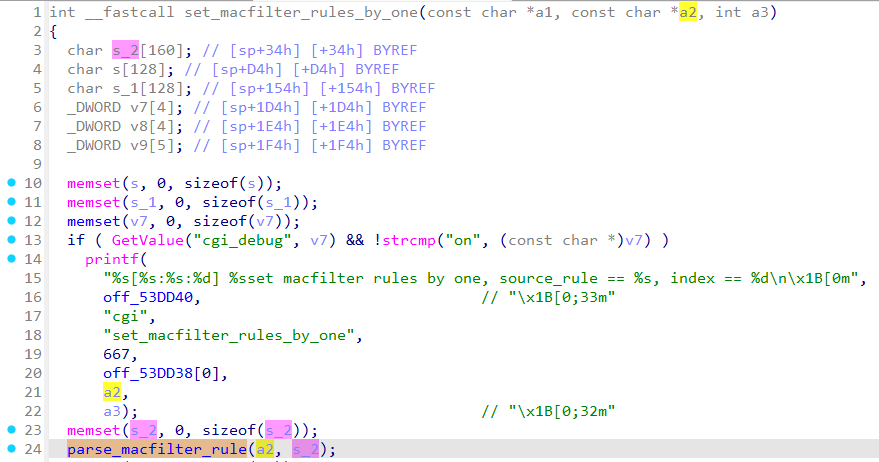 1 int __fastcall set_macfilter_rules_by_one(const char *a1, const char *a2, int a3)
2 {
3 char s_2[160]; // [sp+34h] [+34h] BYREF
4 char s[128]; // [sp+D4h] [+D4h] BYREF
5 char s_1[128]; // [sp+154h] [+154h] BYREF
6 _DWORD v7[4]; // [sp+1D4h] [+1D4h] BYREF
7 _DWORD v8[4]; // [sp+1E4h] [+1E4h] BYREF
8 _DWORD v9[5]; // [sp+1F4h] [+1F4h] BYREF
9
10 memset(s, 0, sizeof(s));
11 memset(s_1, 0, sizeof(s_1));
12 memset(v7, 0, sizeof(v7));
13 if ( GetValue("cgi_debug", v7) && !strcmp("on", (const char *)v7) )
14 printf(
15 "%s[%s:%s:%d] %sset macfilter rules by one, source_rule == %s, index == %d\n\x1B[0m",
16 off_53DD40, // "\x1B[0;33m"
17 "cgi",
18 "set_macfilter_rules_by_one",
19 667,
20 off_53DD38[0],
21 a2,
22 a3); // "\x1B[0;32m"
23 memset(s_2, 0, sizeof(s_2));
24 parse_macfilter_rule(a2, s_2);